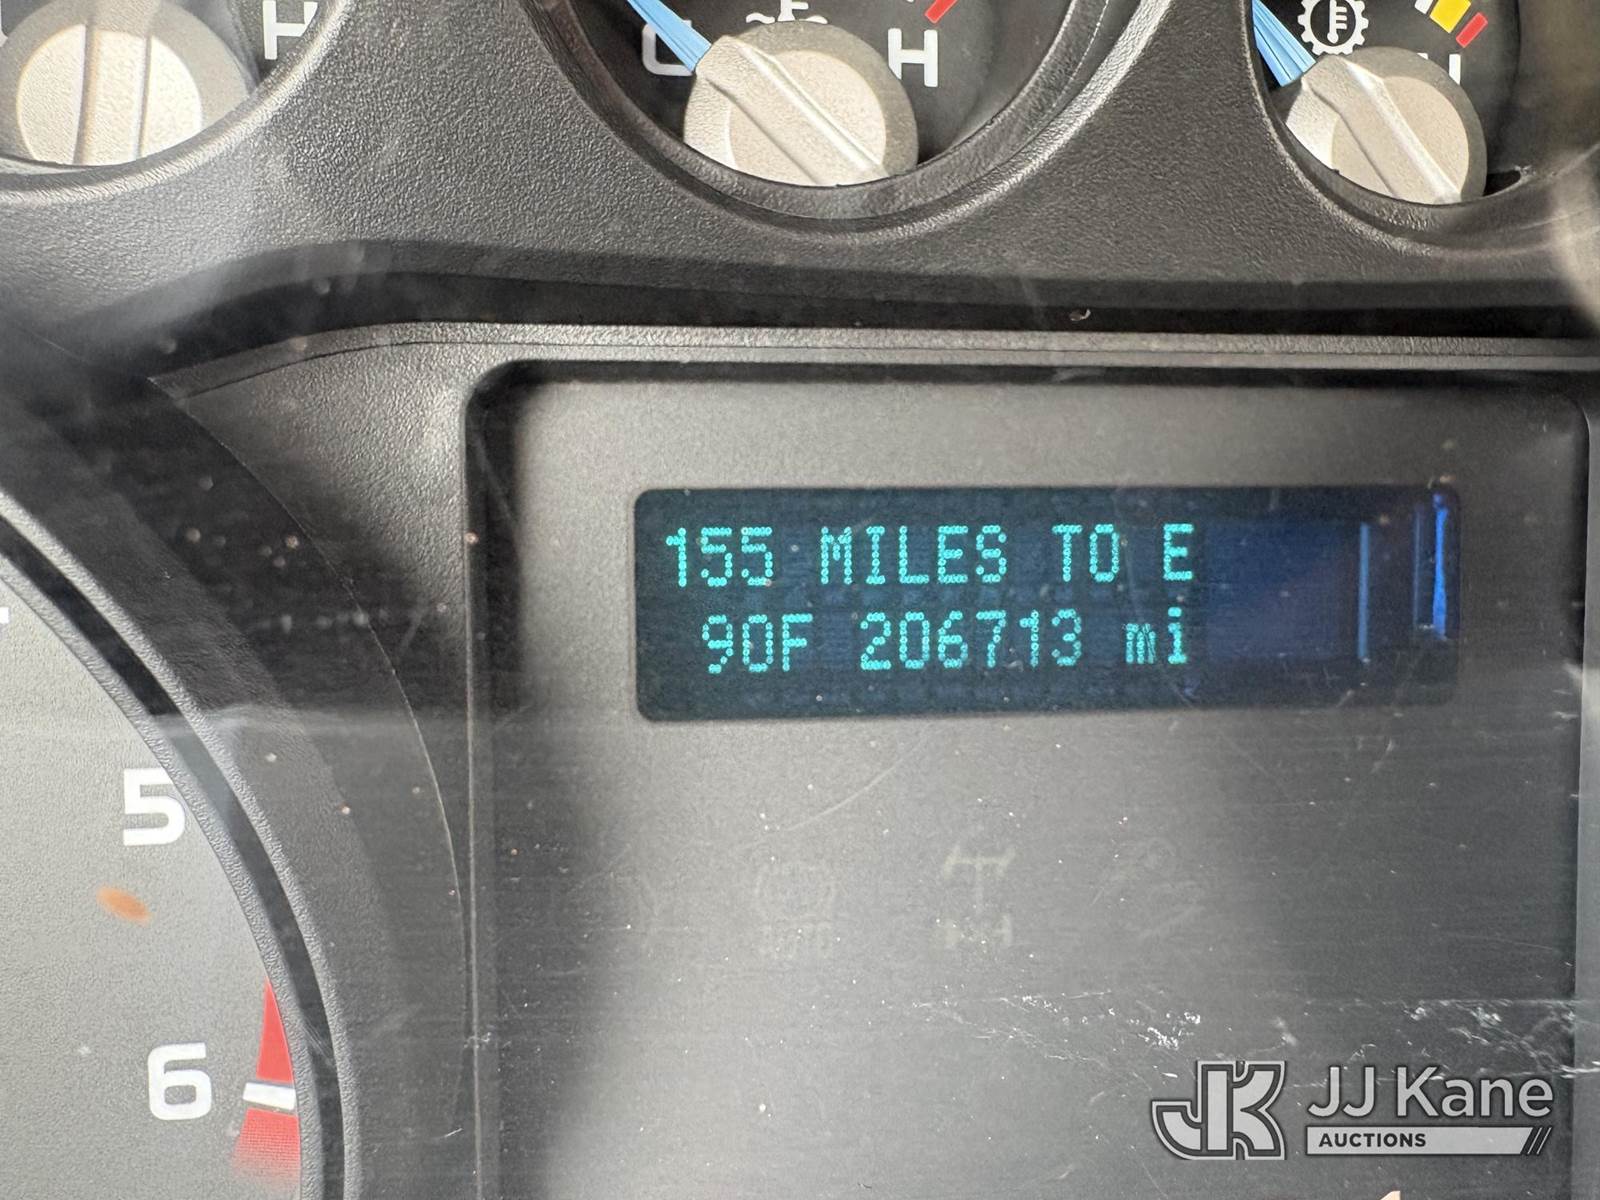 H
C
H
155 MILES TO E
90F 206713 mi
5
6
JJ Kane
AUCTIONS